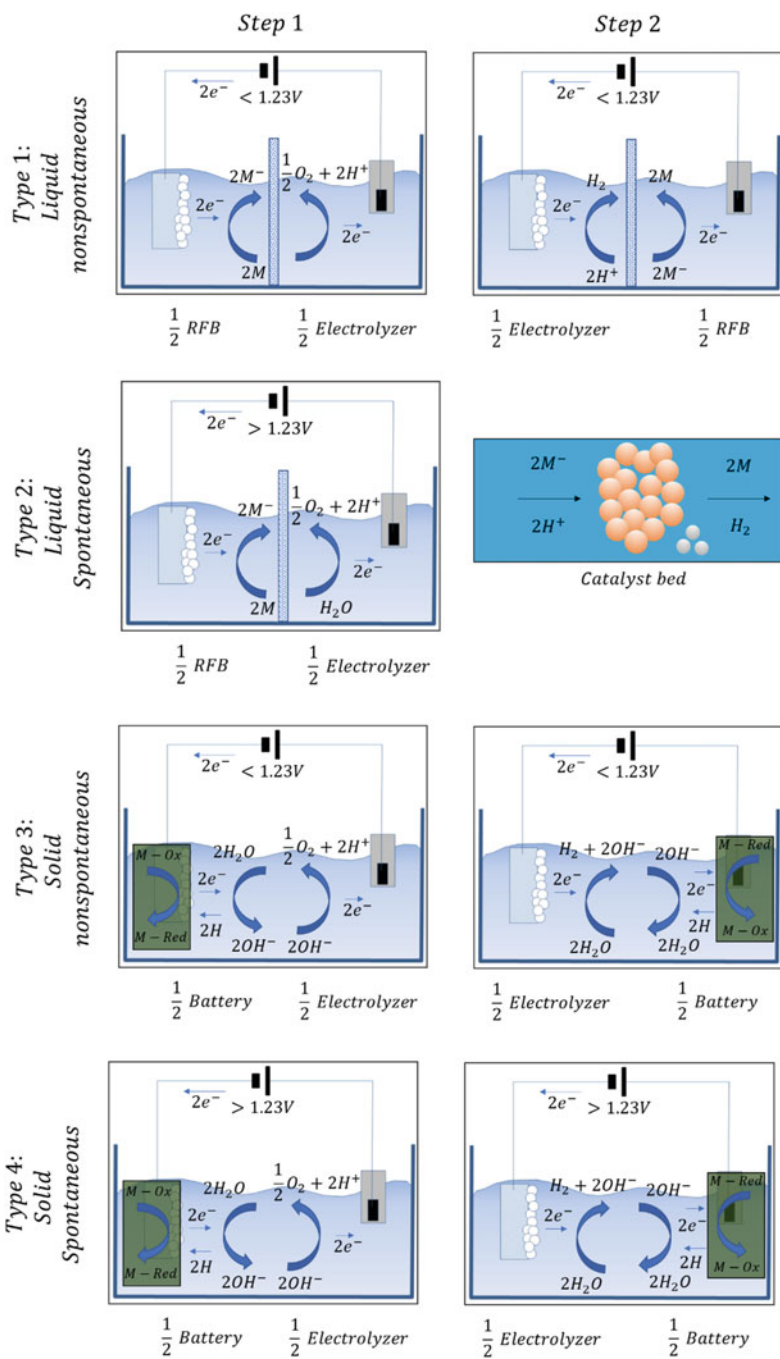 Step 1
Step 2
Type 1:
Liquid
nonspontaneous
2e⁻
< 1.23V
2M⁻
1/2 O₂ + 2H⁺
2e⁻
2e⁻
2M
1/2 RFB
1/2 Electrolyzer
2e⁻
< 1.23V
H₂
2M
2e⁻
2e⁻
2H⁺
2M⁻
1/2 Electrolyzer
1/2 RFB
Type 2:
Liquid
Spontaneous
2e⁻
> 1.23V
2M⁻
1/2 O₂ + 2H⁺
2e⁻
2e⁻
2M
H₂O
1/2 RFB
1/2 Electrolyzer
2M⁻
2M
2H⁺
H₂
Catalyst bed
Type 3:
Solid
nonspontaneous
2e⁻
< 1.23V
M − Ox
2H₂O
1/2 O₂ + 2H⁺
2e⁻
2e⁻
2H
M − Red
2OH⁻
2OH⁻
1/2 Battery
1/2 Electrolyzer
2e⁻
< 1.23V
H₂ + 2OH⁻
2OH⁻
M − Red
2e⁻
2e⁻
2H
2H₂O
2H₂O
M − Ox
1/2 Electrolyzer
1/2 Battery
Type 4:
Solid
Spontaneous
2e⁻
> 1.23V
M − Ox
2H₂O
1/2 O₂ + 2H⁺
2e⁻
2e⁻
2H
M − Red
2OH⁻
2OH⁻
1/2 Battery
1/2 Electrolyzer
2e⁻
> 1.23V
H₂ + 2OH⁻
2OH⁻
M − Red
2e⁻
2e⁻
2H
2H₂O
2H₂O
M − Ox
1/2 Electrolyzer
1/2 Battery